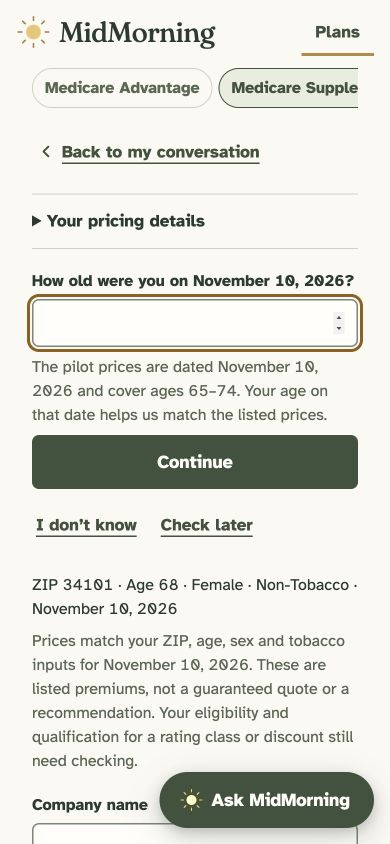 MidMorning
Plans
Medicare Advantage
Medicare Supple
Back to my conversation
Your pricing details
How old were you on November 10, 2026?
The pilot prices are dated November 10,
2026 and cover ages 65–74. Your age on
that date helps us match the listed prices.
Continue
I don’t know
Check later
ZIP 34101 · Age 68 · Female · Non-Tobacco ·
November 10, 2026
Prices match your ZIP, age, sex and tobacco
inputs for November 10, 2026. These are
listed premiums, not a guaranteed quote or a
recommendation. Your eligibility and
qualification for a rating class or discount still
need checking.
Company name
Ask MidMorning